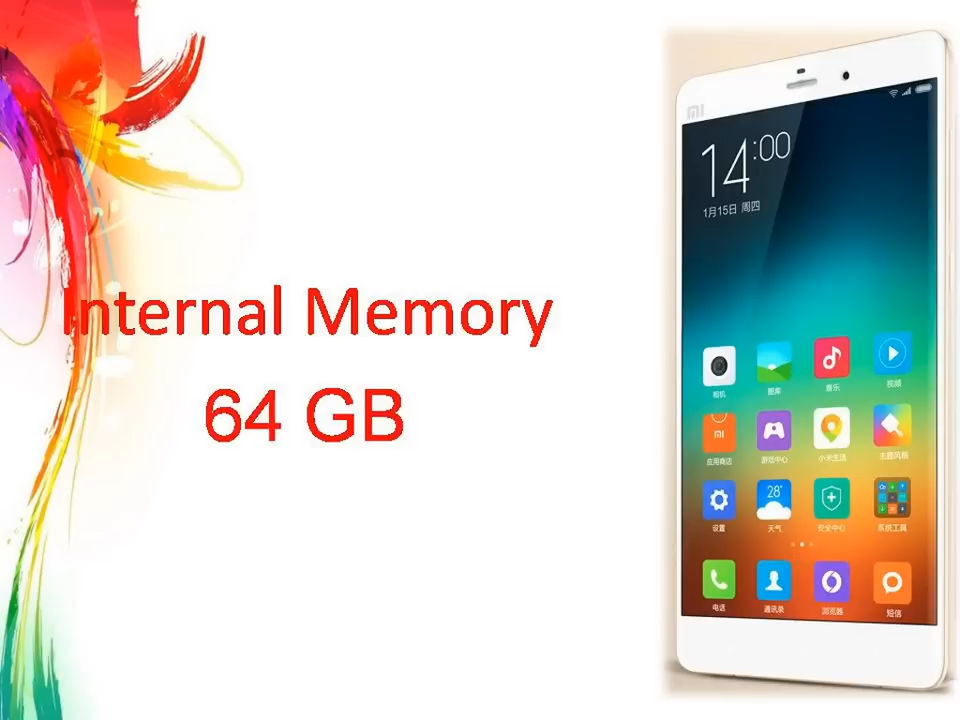 Internal Memory
64 GB
MI
14:00
1月15日 周四
相机 图库 音乐 视频
MI
应用商店 游戏中心 小米生活 主题风格
28°
设置 天气 安全中心 系统工具
电话 通讯录 浏览器 短信